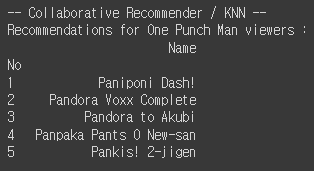 -- Collaborative Recommender / KNN --
Recommendations for One Punch Man viewers :
Name
No
1 Paniponi Dash!
2 Pandora Voxx Complete
3 Pandora to Akubi
4 Panpaka Pants O New-san
5 Pankis! 2-jigen